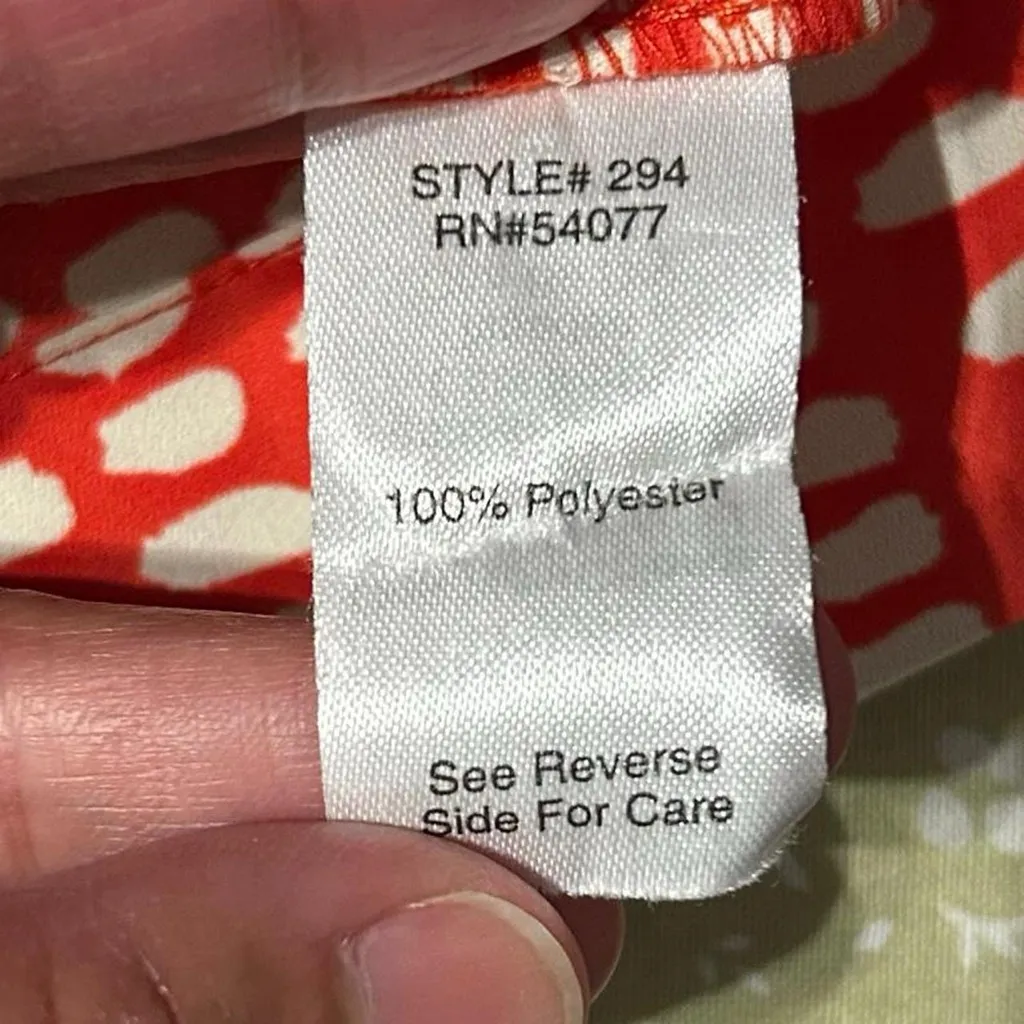 STYLE# 294
RN#54077
100% Polyester
See Reverse
Side For Care